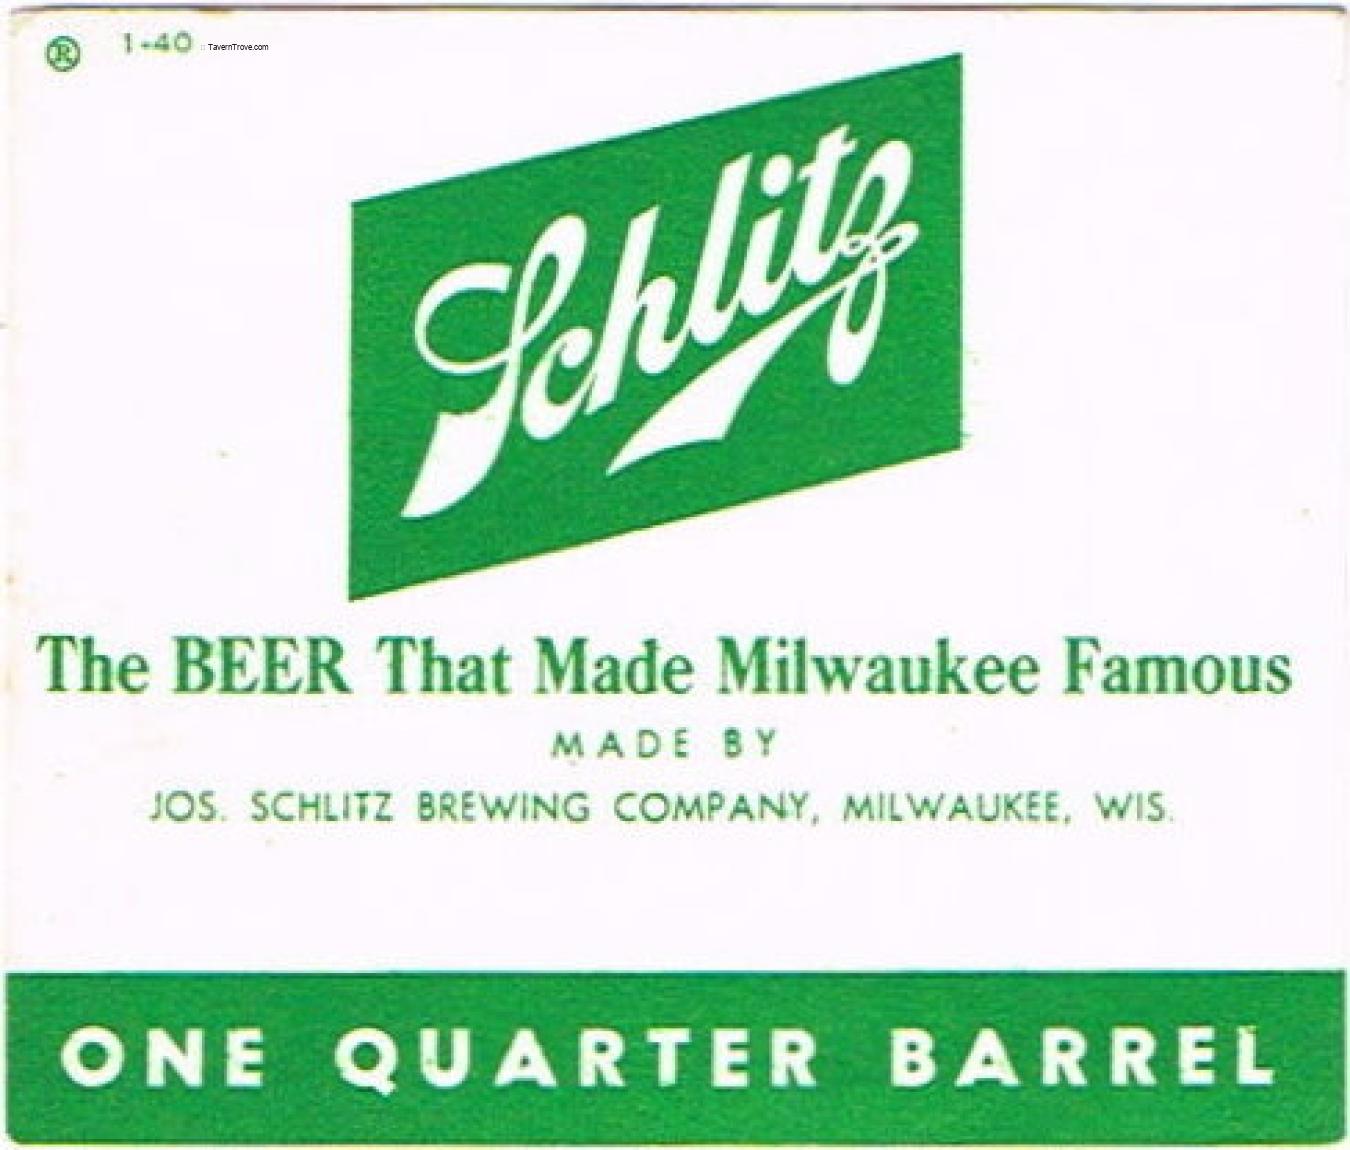 ® 1-40 :: TavernTrove.com
Schlitz
The BEER That Made Milwaukee Famous
MADE BY
JOS. SCHLITZ BREWING COMPANY, MILWAUKEE, WIS.
ONE QUARTER BARREL